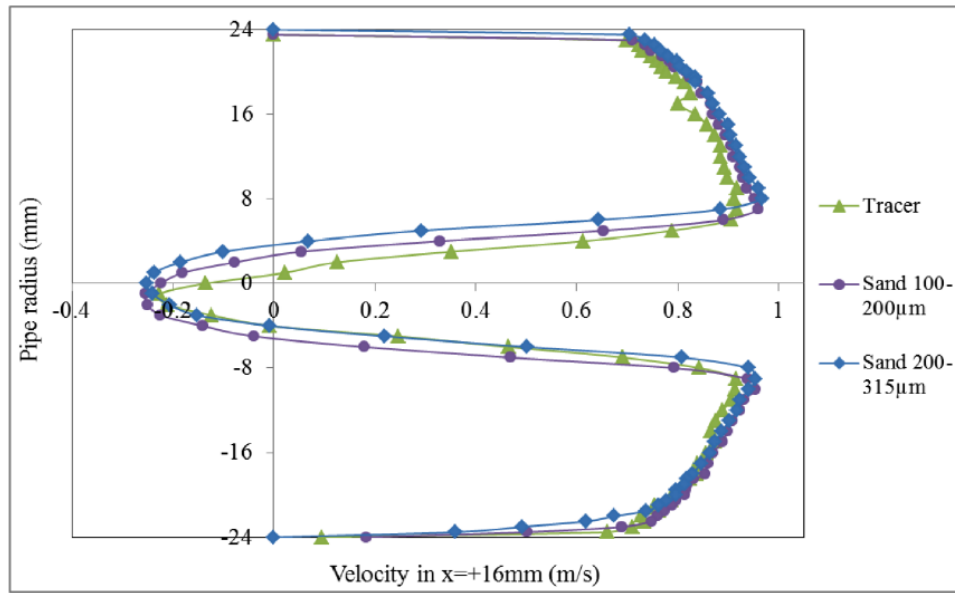 24
16
8
0
-8
-16
-24
-0.4
-0.2
0
0.2
0.4
0.6
0.8
1
Pipe radius (mm)
Velocity in x=+16mm (m/s)
Tracer
Sand 100-
200µm
Sand 200-
315µm